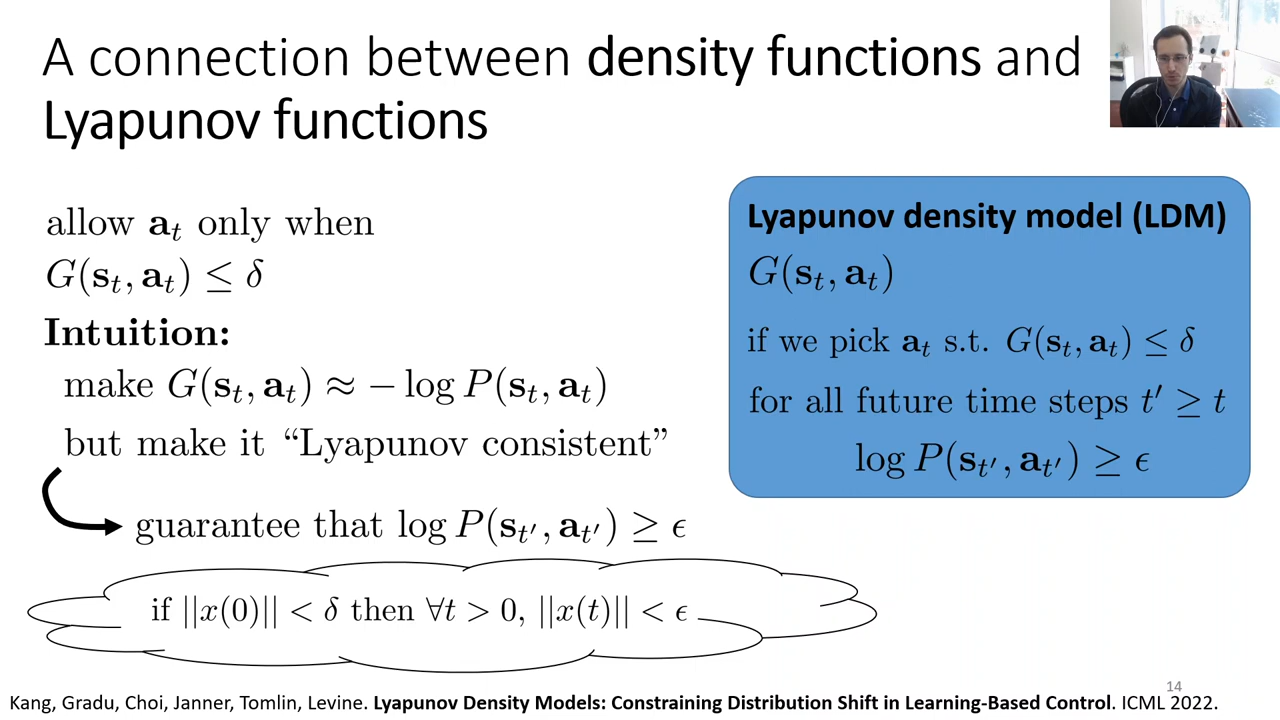 A connection between density functions and
Lyapunov functions
allow a_t only when
G(s_t, a_t) ≤ δ
Intuition:
make G(s_t, a_t) ≈ − log P(s_t, a_t)
but make it “Lyapunov consistent”
guarantee that log P(s_t′, a_t′) ≥ ϵ
if ||x(0)|| < δ then ∀t > 0, ||x(t)|| < ϵ
Lyapunov density model (LDM)
G(s_t, a_t)
if we pick a_t s.t. G(s_t, a_t) ≤ δ
for all future time steps t′ ≥ t
log P(s_t′, a_t′) ≥ ϵ
14
Kang, Gradu, Choi, Janner, Tomlin, Levine. Lyapunov Density Models: Constraining Distribution Shift in Learning-Based Control. ICML 2022.